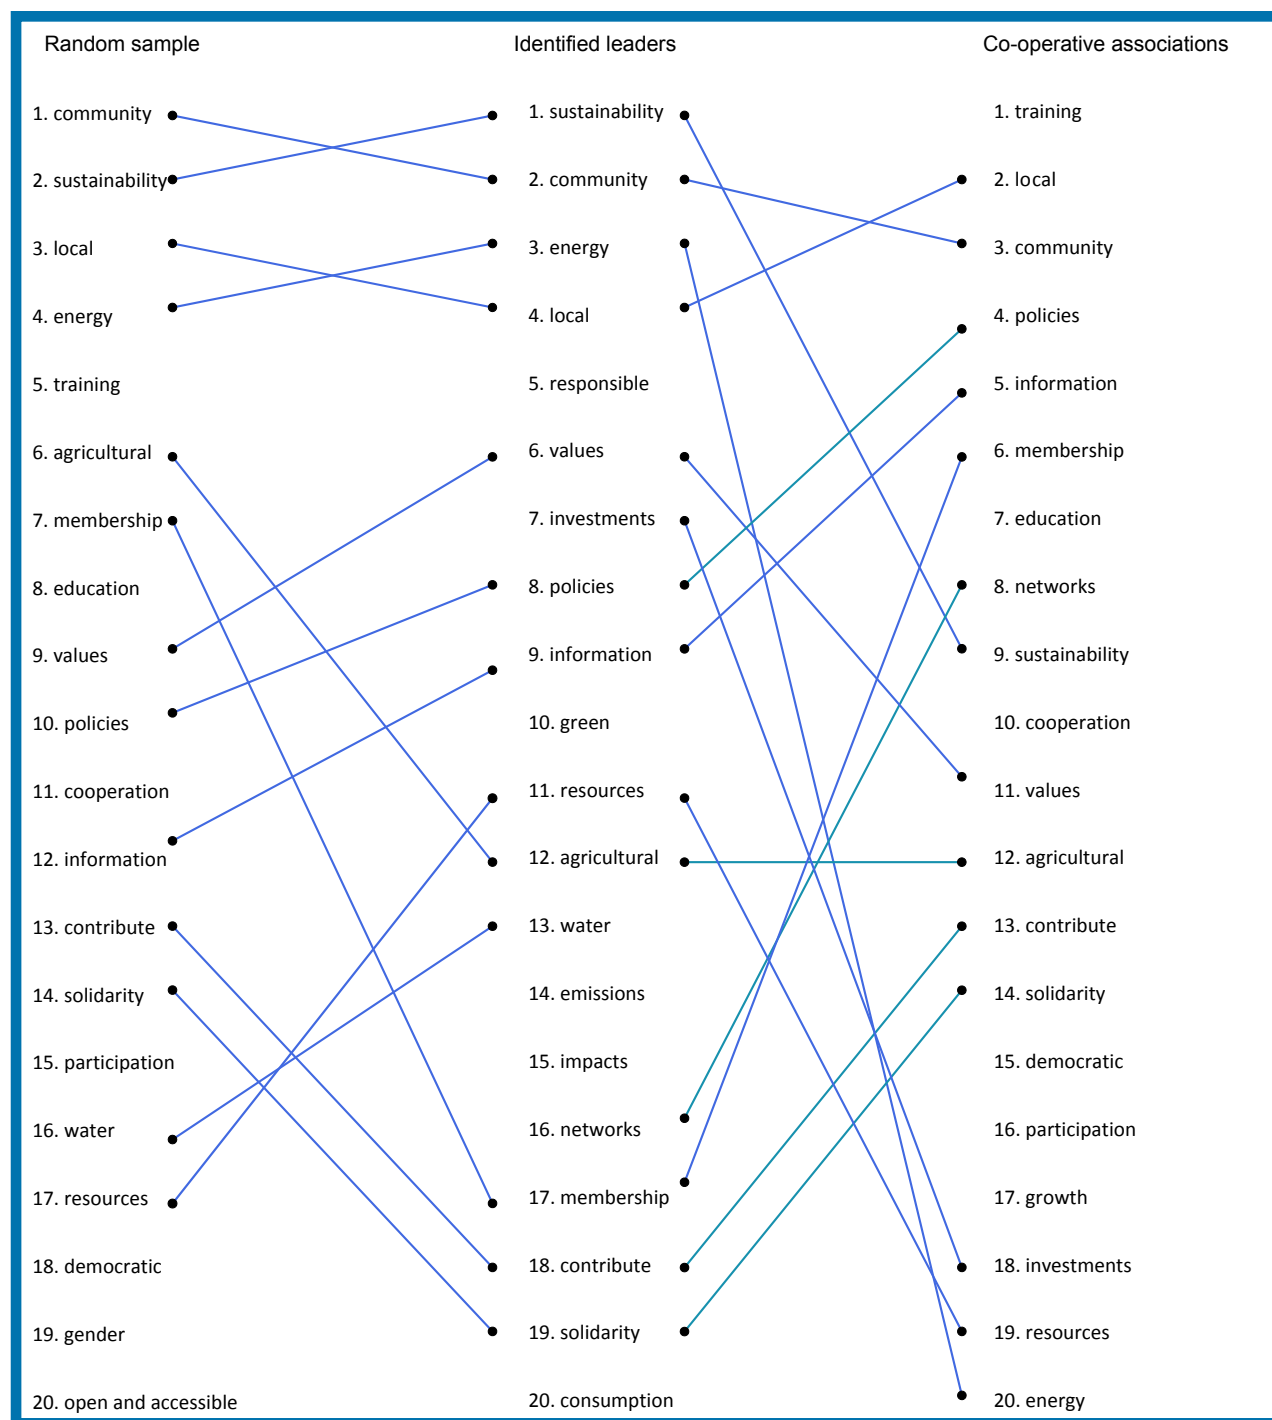 Random sample
Identified leaders
Co-operative associations
1. community
1. sustainability
1. training
2. sustainability
2. community
2. local
3. local
3. energy
3. community
4. energy
4. local
4. policies
5. training
5. responsible
5. information
6. agricultural
6. values
6. membership
7. membership
7. investments
7. education
8. education
8. policies
8. networks
9. values
9. information
9. sustainability
10. policies
10. green
10. cooperation
11. cooperation
11. resources
11. values
12. information
12. agricultural
12. agricultural
13. contribute
13. water
13. contribute
14. solidarity
14. emissions
14. solidarity
15. participation
15. impacts
15. democratic
16. water
16. networks
16. participation
17. resources
17. membership
17. growth
18. democratic
18. contribute
18. investments
19. gender
19. solidarity
19. resources
20. open and accessible
20. consumption
20. energy